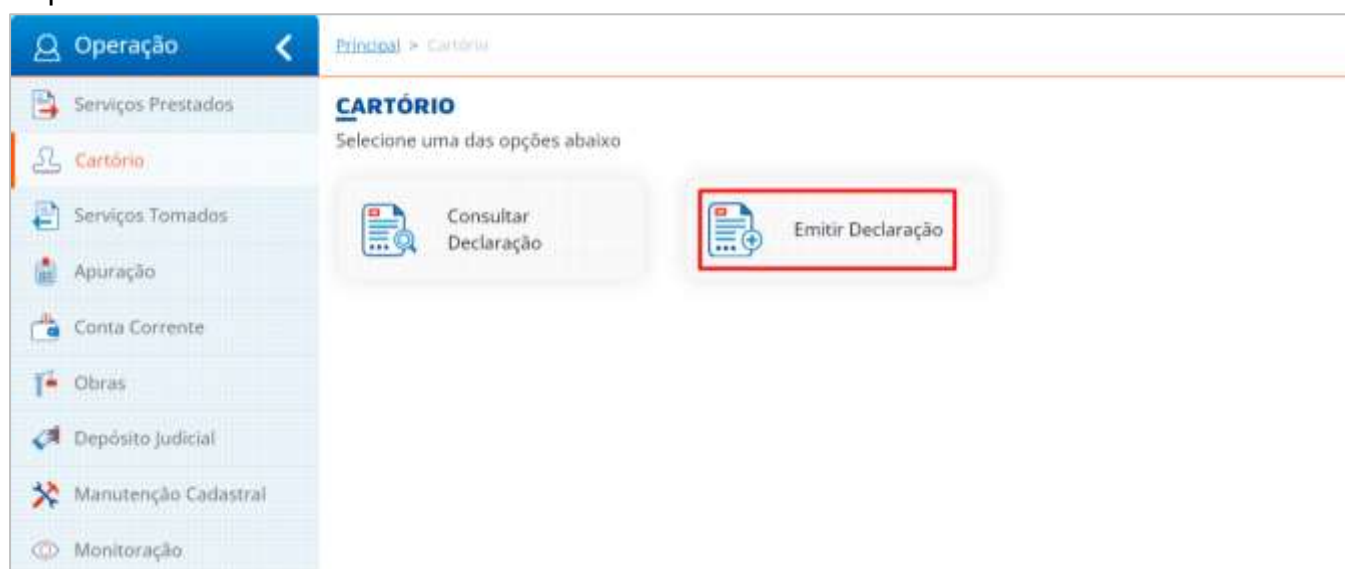 Operação
Principal > Cartório
Serviços Prestados
Cartório
Serviços Tomados
Apuração
Conta Corrente
Obras
Depósito Judicial
Manutenção Cadastral
Monitoração
CARTÓRIO
Selecione uma das opções abaixo
Consultar
Declaração
Emitir Declaração